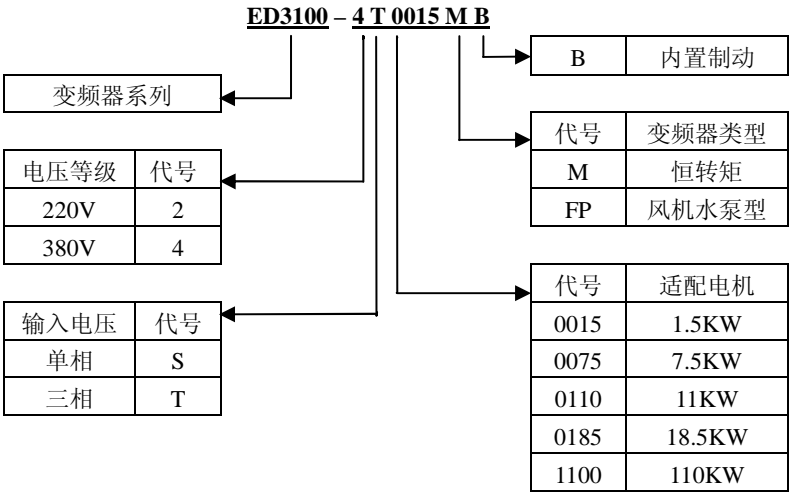 ED3100 – 4 T 0015 M B
变频器系列
电压等级 代号
220V 2
380V 4
输入电压 代号
单相 S
三相 T
B 内置制动
代号 变频器类型
M 恒转矩
FP 风机水泵型
代号 适配电机
0015 1.5KW
0075 7.5KW
0110 11KW
0185 18.5KW
1100 110KW